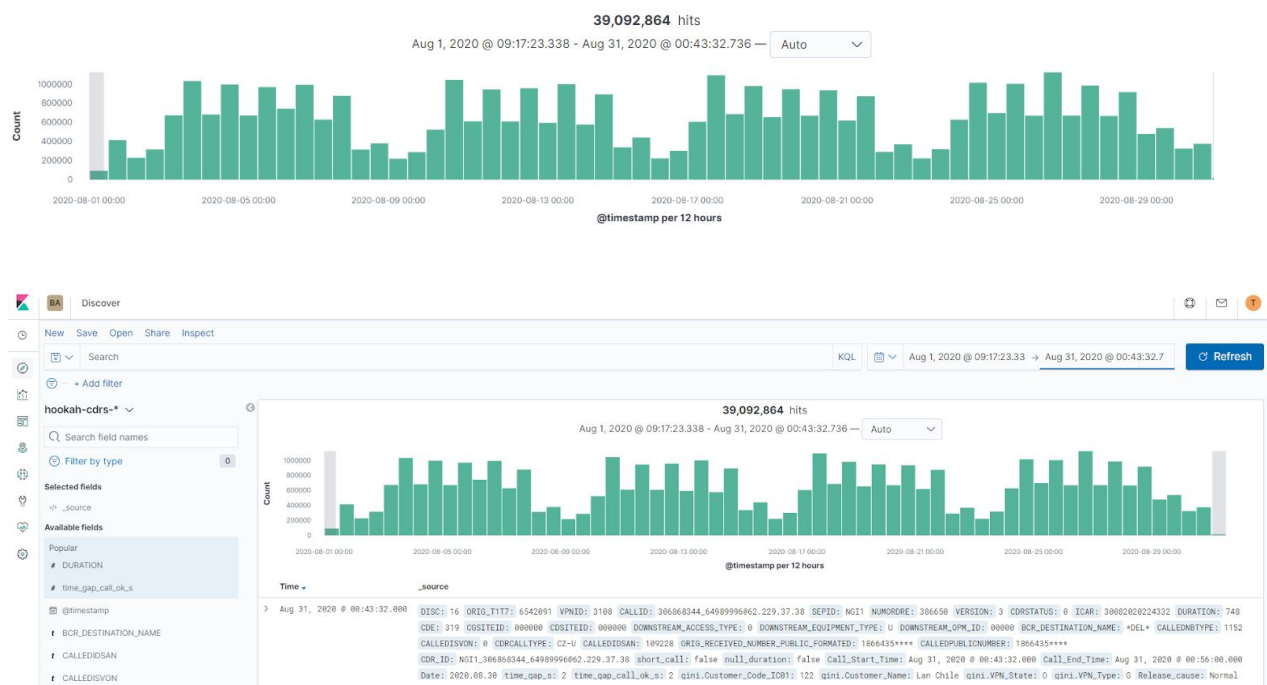 39,092,864 hits
Aug 1, 2020 @ 09:17:23.338 - Aug 31, 2020 @ 00:43:32.736 — Auto
Count
1000000
800000
600000
400000
200000
0
2020-08-01 00:00 2020-08-05 00:00 2020-08-09 00:00 2020-08-13 00:00 2020-08-17 00:00 2020-08-21 00:00 2020-08-25 00:00 2020-08-29 00:00
@timestamp per 12 hours
BA Discover T
New Save Open Share Inspect
Search KQL Aug 1, 2020 @ 09:17:23.33 → Aug 31, 2020 @ 00:43:32.7 Refresh
+ Add filter
hookah-cdrs-*
Search field names
Filter by type 0
Selected fields
_source
Available fields
Popular
# DURATION
# time_gap_call_ok_s
@timestamp
t BCR_DESTINATION_NAME
t CALLEDIDSAN
t CALLEDISVON
39,092,864 hits
Aug 1, 2020 @ 09:17:23.338 - Aug 31, 2020 @ 00:43:32.736 — Auto
Count
1000000
800000
600000
400000
200000
0
2020-08-01 00:00 2020-08-05 00:00 2020-08-09 00:00 2020-08-13 00:00 2020-08-17 00:00 2020-08-21 00:00 2020-08-25 00:00 2020-08-29 00:00
@timestamp per 12 hours
Time _source
> Aug 31, 2020 @ 00:43:32.000 DISC: 16 ORIG_T1T7: 6542091 VPNID: 3108 CALLID: 306868344_64989996062.229.37.38 SEPID: NGI1 NUMORDRE: 386650 VERSION: 3 CDRSTATUS: 0 ICAR: 30082020224332 DURATION: 748
CDE: 319 CGSITEID: 000000 CDSITEID: 000000 DOWNSTREAM_ACCESS_TYPE: 0 DOWNSTREAM_EQUIPMENT_TYPE: U DOWNSTREAM_OPM_ID: 00000 BCR_DESTINATION_NAME: *DEL* CALLEDNBTYPE: 1152
CALLEDISVON: 0 CDRCALLTYPE: CZ-U CALLEDIDSAN: 109228 ORIG_RECEIVED_NUMBER_PUBLIC_FORMATED: 1866435**** CALLEDPUBLICNUMBER: 1866435****
CDR_ID: NGI1_306868344_64989996062.229.37.38 short_call: false null_duration: false Call_Start_Time: Aug 31, 2020 @ 00:43:32.000 Call_End_Time: Aug 31, 2020 @ 00:56:00.000
Date: 2020.08.30 time_gap_s: 2 time_gap_call_ok_s: 2 gini.Customer_Code_IC01: 122 gini.Customer_Name: Lan Chile gini.VPN_State: O gini.VPN_Type: G Release_cause: Normal